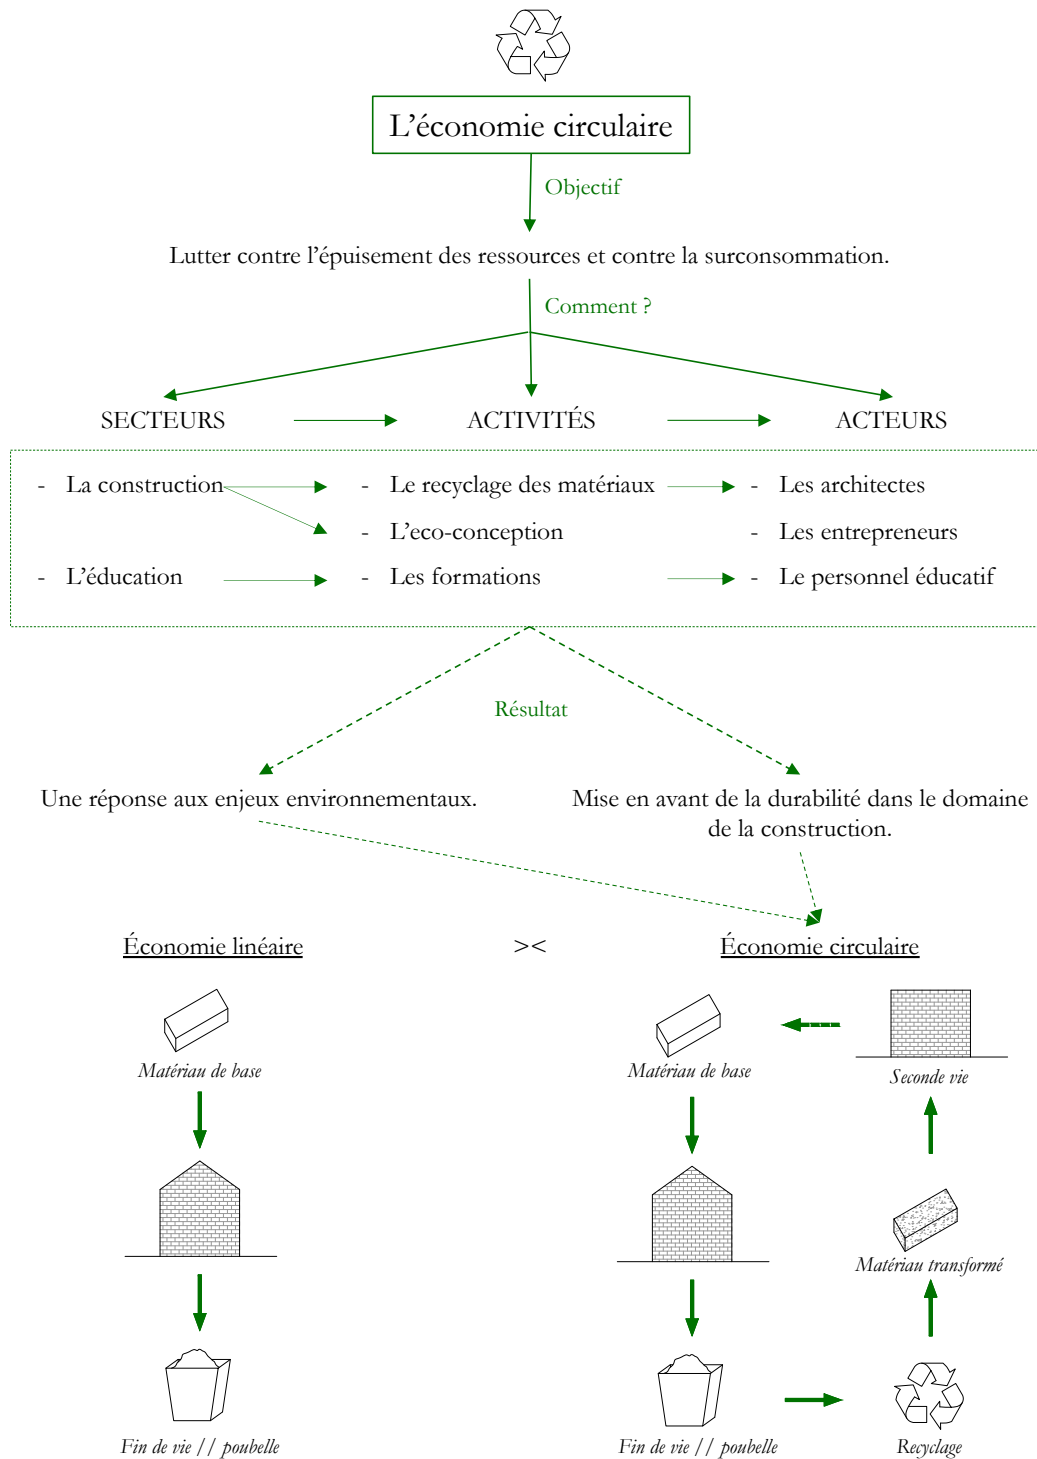 L'économie circulaire
Objectif
Lutter contre l'épuisement des ressources et contre la surconsommation.
Comment ?
SECTEURS ACTIVITÉS ACTEURS
- La construction - Le recyclage des matériaux - Les architectes
- L'eco-conception - Les entrepreneurs
- L'éducation - Les formations - Le personnel éducatif
Résultat
Une réponse aux enjeux environnementaux.
Mise en avant de la durabilité dans le domaine
de la construction.
Économie linéaire >< Économie circulaire
Matériau de base Matériau de base Seconde vie
Matériau transformé
Fin de vie // poubelle Fin de vie // poubelle Recyclage